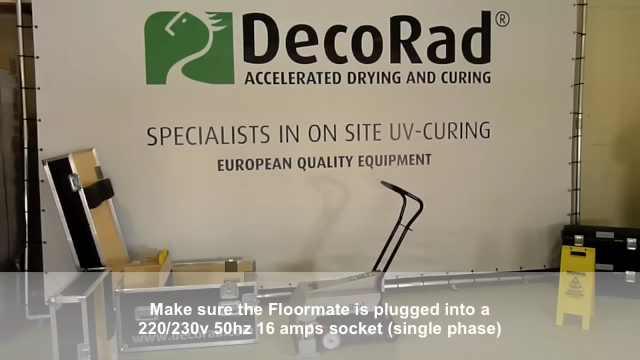 DecoRad®
ACCELERATED DRYING AND CURING
SPECIALISTS IN ON SITE UV-CURING
EUROPEAN QUALITY EQUIPMENT
Make sure the Floormate is plugged into a
220/230v 50hz 16 amps socket (single phase)